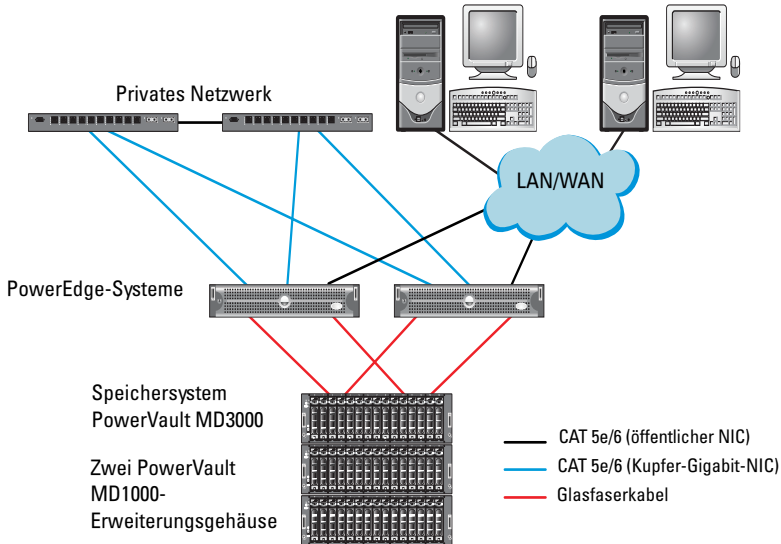 Privates Netzwerk
LAN/WAN
PowerEdge-Systeme
Speichersystem
PowerVault MD3000
Zwei PowerVault
MD1000-
Erweiterungsgehäuse
CAT 5e/6 (öffentlicher NIC)
CAT 5e/6 (Kupfer-Gigabit-NIC)
Glasfaserkabel